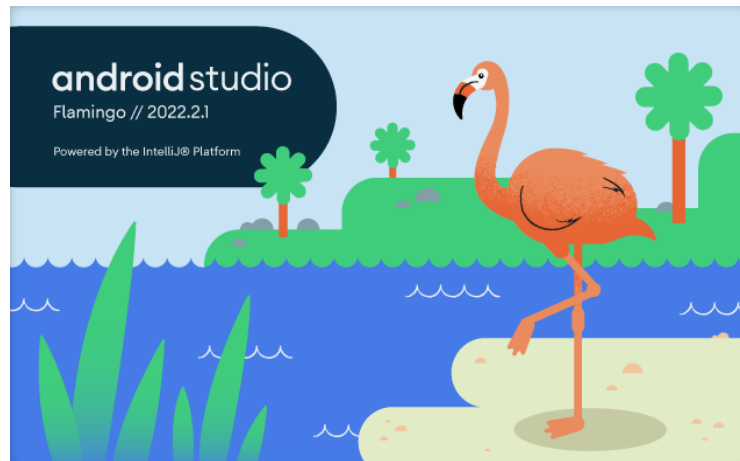 android studio
Flamingo // 2022.2.1
Powered by the IntelliJ® Platform